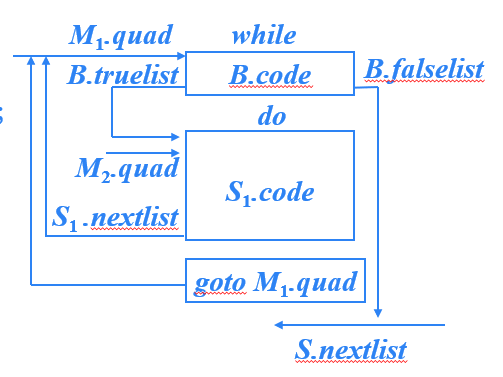 M₁.quad while
B.truelist B.code B.falselist
;
do
M₂.quad
S₁.code
S₁.nextlist
goto M₁.quad
S.nextlist